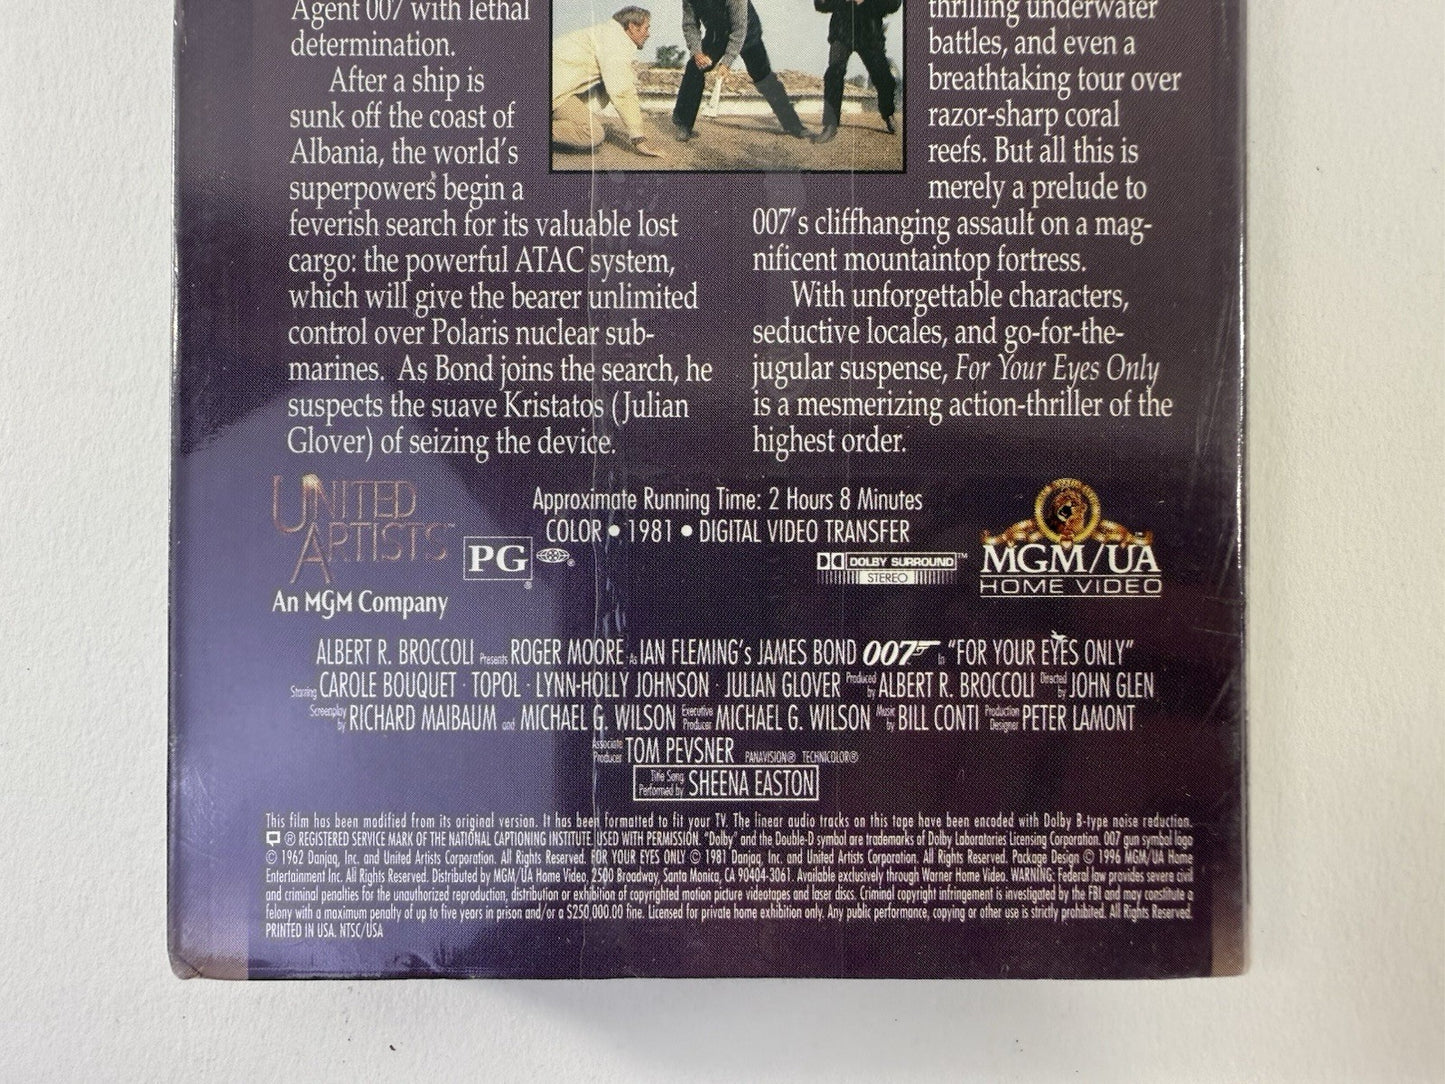 Agent 007 with lethal
determination.
After a ship is
sunk off the coast of
Albania, the world's
superpowers begin a
feverish search for its valuable lost
cargo: the powerful ATAC system,
which will give the bearer unlimited
control over Polaris nuclear sub-
marines. As Bond joins the search, he
suspects the suave Kristatos (Julian
Glover) of seizing the device.
thrilling underwater
battles, and even a
breathtaking tour over
razor-sharp coral
reefs. But all this is
merely a prelude to
007's cliffhanging assault on a mag-
nificent mountaintop fortress.
With unforgettable characters,
seductive locales, and go-for-the-
jugular suspense, For Your Eyes Only
is a mesmerizing action-thriller of the
highest order.
UNITED
ARTISTS
An MGM Company
PG ®
Approximate Running Time: 2 Hours 8 Minutes
COLOR • 1981 • DIGITAL VIDEO TRANSFER
DOLBY SURROUND™
STEREO
MGM/UA
HOME VIDEO
ALBERT R. BROCCOLI Presents ROGER MOORE As IAN FLEMING's JAMES BOND 007 In "FOR YOUR EYES ONLY"
Starring CAROLE BOUQUET · TOPOL · LYNN-HOLLY JOHNSON · JULIAN GLOVER Produced by ALBERT R. BROCCOLI Directed by JOHN GLEN
Screenplay by RICHARD MAIBAUM and MICHAEL G. WILSON Executive Producer MICHAEL G. WILSON Music by BILL CONTI Production Designer PETER LAMONT
Associate Producer TOM PEVSNER PANAVISION® TECHNICOLOR®
Title Song Performed by SHEENA EASTON
This film has been modified from its original version. It has been formatted to fit your TV. The linear audio tracks on this tape have been encoded with Dolby B-type noise reduction.
® REGISTERED SERVICE MARK OF THE NATIONAL CAPTIONING INSTITUTE. USED WITH PERMISSION. "Dolby" and the Double-D symbol are trademarks of Dolby Laboratories Licensing Corporation. 007 gun symbol logo
© 1962 Danjaq, Inc. and United Artists Corporation. All Rights Reserved. FOR YOUR EYES ONLY © 1981 Danjaq, Inc. and United Artists Corporation. All Rights Reserved. Package Design © 1996 MGM/UA Home
Entertainment Inc. All Rights Reserved. Distributed by MGM/UA Home Video, 2500 Broadway, Santa Monica, CA 90404-3061. Available exclusively through Warner Home Video. WARNING: Federal law provides severe civil
and criminal penalties for the unauthorized reproduction, distribution or exhibition of copyrighted motion picture videotapes and laser discs. Criminal copyright infringement is investigated by the FBI and may constitute a
felony with a maximum penalty of up to five years in prison and/or a $250,000.00 fine. Licensed for private home exhibition only. Any public performance, copying or other use is strictly prohibited. All Rights Reserved.
PRINTED IN USA. NTSC/USA